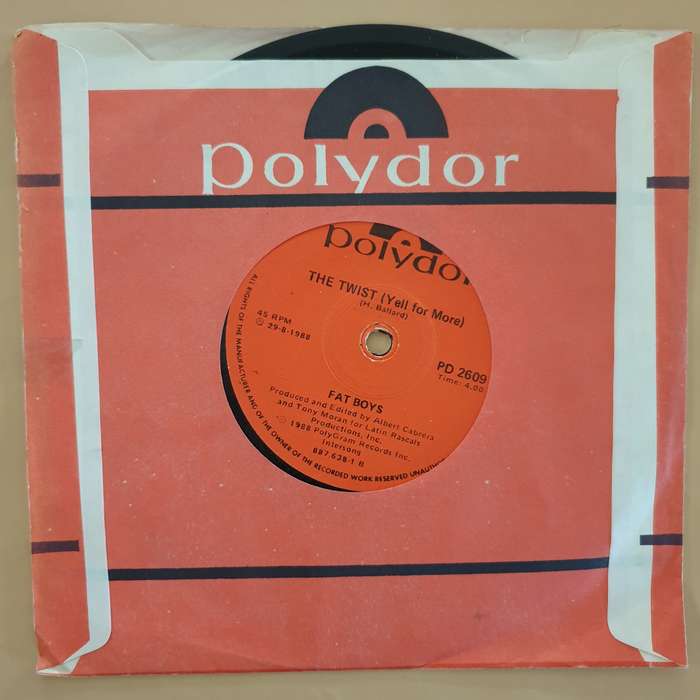 polydor
polydor
THE TWIST (Yell for More)
(H. Ballard)
45 RPM
℗ 29-8-1988
PD 2609
Time: 4.00
FAT BOYS
Produced and Edited by Albert Cabrera
and Tony Moran for Latin Rascals
Productions, Inc.
℗ 1988 PolyGram Records Inc.
Intersong
887.638-1 B
ALL RIGHTS OF THE MANUFACTURER AND OF THE OWNER OF THE RECORDED WORK RESERVED